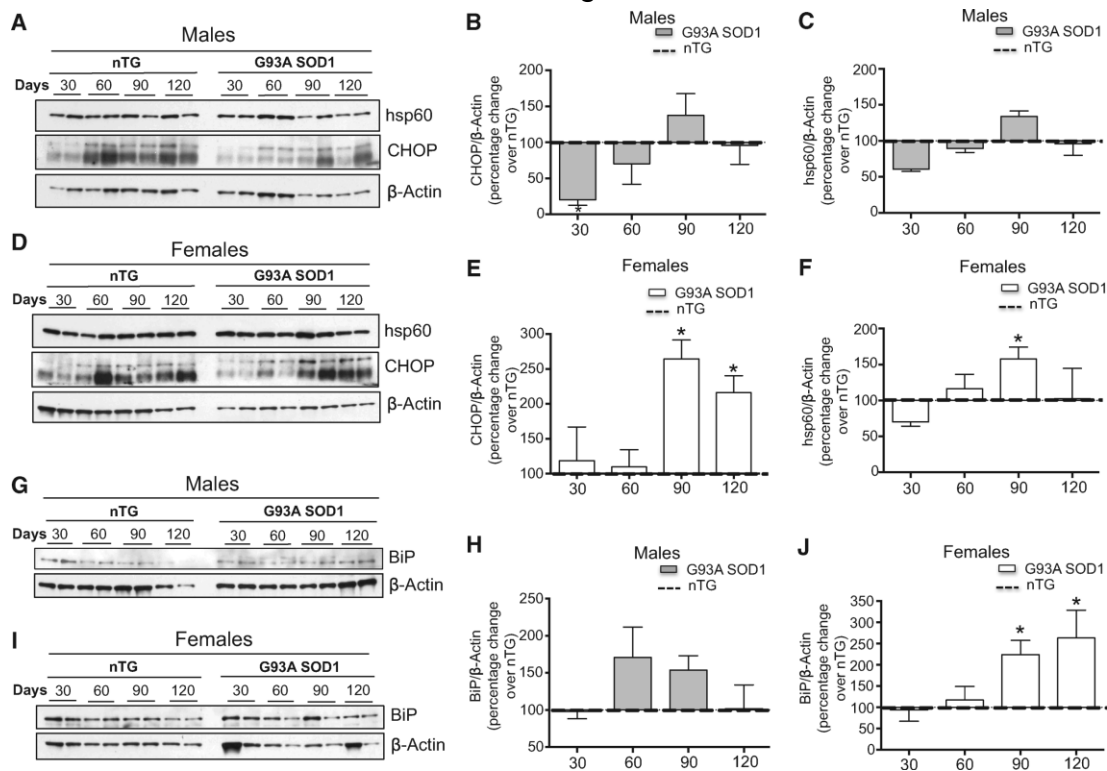 A
Males
nTG
G93A SOD1
Days 30 60 90 120 30 60 90 120
hsp60
CHOP
β-Actin
B
Males
G93A SOD1
nTG
CHOP/β-Actin
(percentage change
over nTG)
200
150
100
50
0
*
30 60 90 120
C
Males
G93A SOD1
nTG
hsp60/β-Actin
(percentage change
over nTG)
200
150
100
50
0
30 60 90 120
D
Females
nTG
G93A SOD1
Days 30 60 90 120 30 60 90 120
hsp60
CHOP
β-Actin
E
Females
G93A SOD1
nTG
CHOP/β-Actin
(percentage change
over nTG)
300
250
200
150
100
* *
30 60 90 120
F
Females
G93A SOD1
nTG
hsp60/β-Actin
(percentage change
over nTG)
200
150
100
50
0
*
30 60 90 120
G
Males
nTG
G93A SOD1
Days 30 60 90 120 30 60 90 120
BiP
β-Actin
H
Males
G93A SOD1
nTG
BiP/β-Actin
(percentage change
over nTG)
250
200
150
100
50
30 60 90 120
I
Females
nTG
G93A SOD1
Days 30 60 90 120 30 60 90 120
BiP
β-Actin
J
Females
G93A SOD1
nTG
BiP/β-Actin
(percentage change
over nTG)
350
300
250
200
150
100
50
0
* *
30 60 90 120